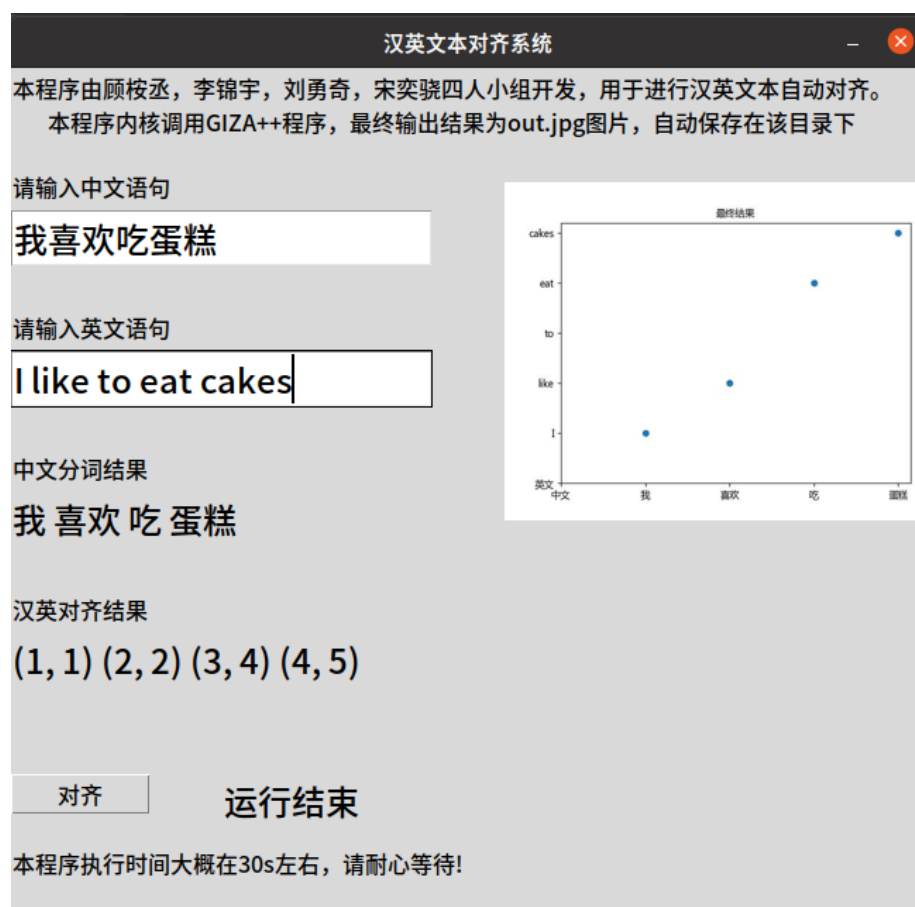 汉英文本对齐系统
本程序由顾桉丞，李锦宇，刘勇奇，宋奕骁四人小组开发，用于进行汉英文本自动对齐。
本程序内核调用GIZA++程序，最终输出结果为out.jpg图片，自动保存在该目录下
请输入中文语句
我喜欢吃蛋糕
请输入英文语句
I like to eat cakes
中文分词结果
我 喜欢 吃 蛋糕
汉英对齐结果
(1, 1) (2, 2) (3, 4) (4, 5)
最终结果
cakes
eat
to
like
I
英文
中文 我 喜欢 吃 蛋糕
对齐 运行结束
本程序执行时间大概在30s左右，请耐心等待!